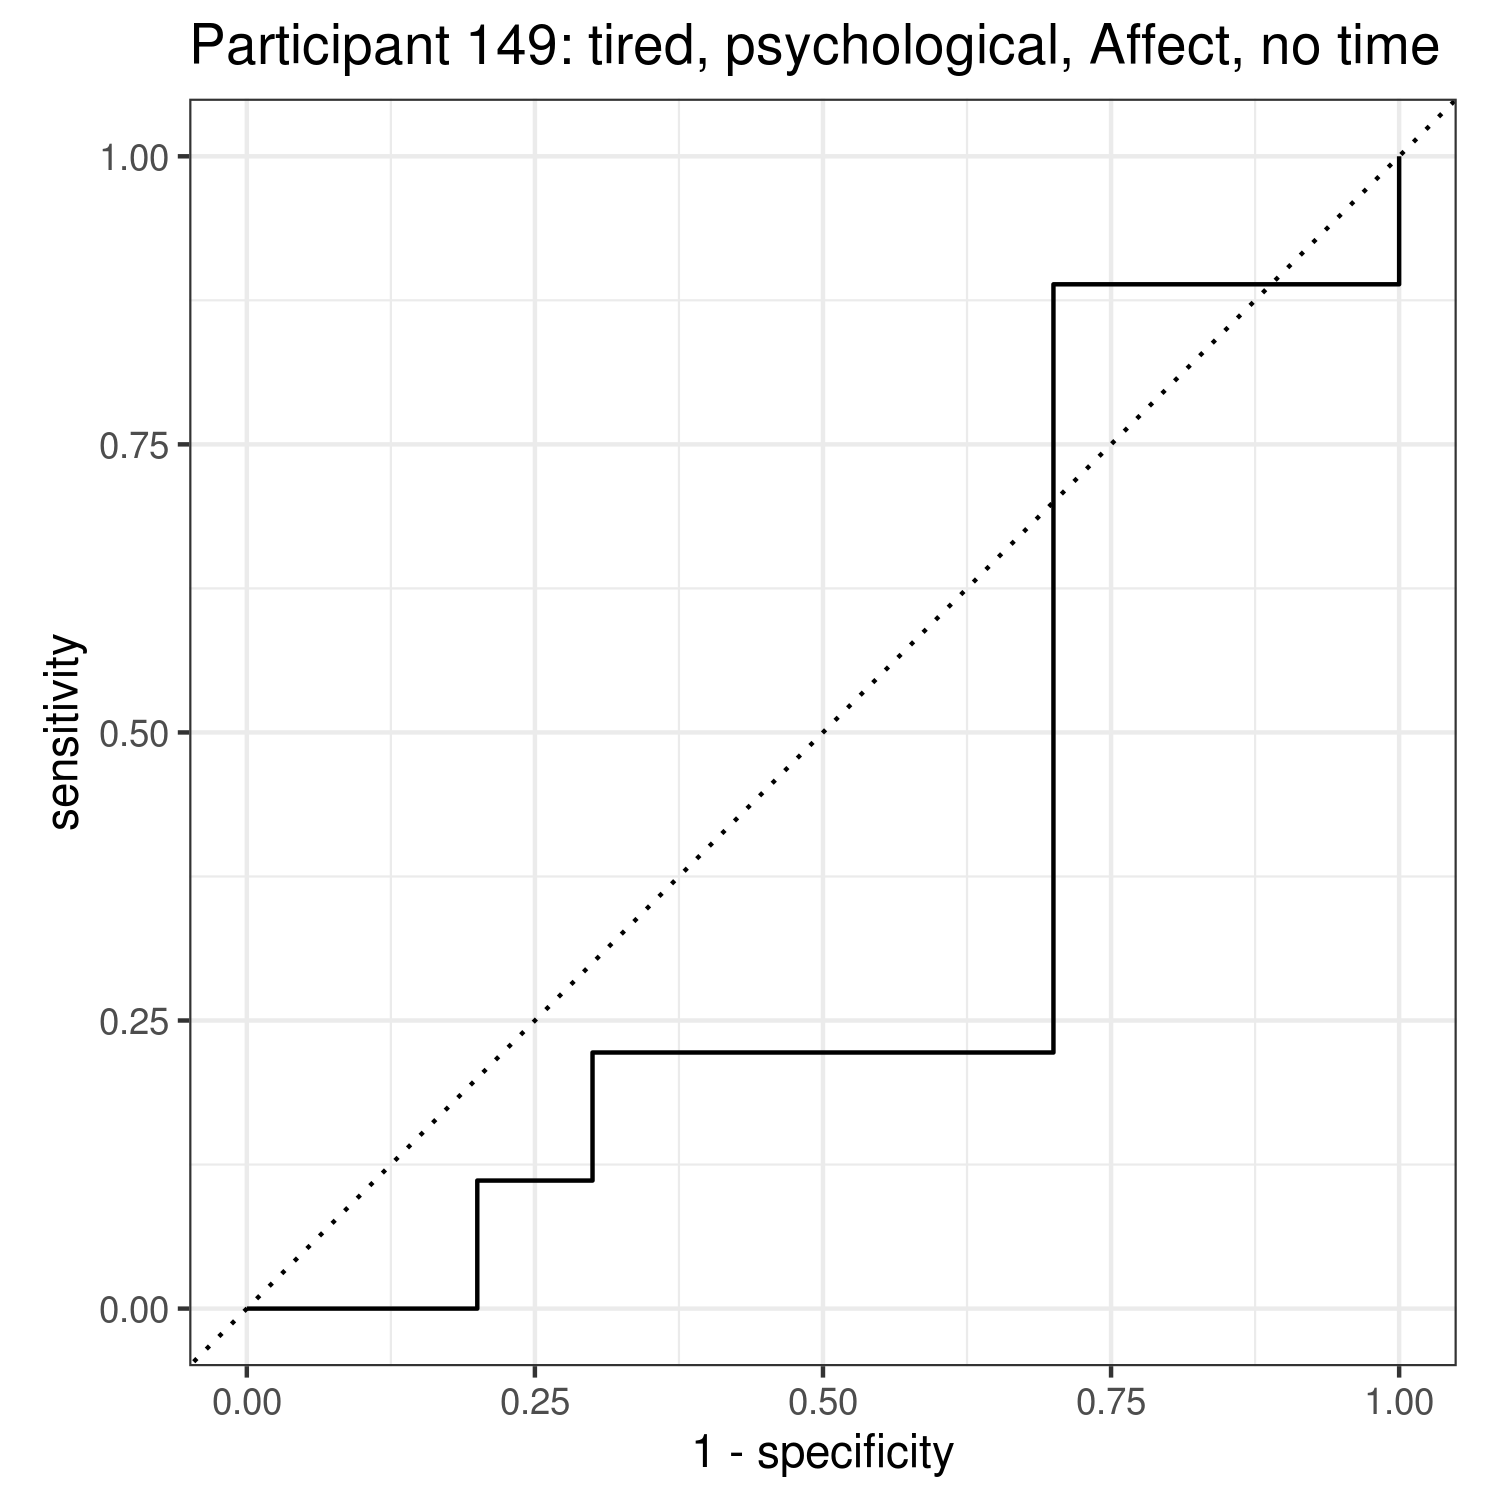 Participant 149: tired, psychological, Affect, no time
1.00
0.75
0.50
0.25
0.00
sensitivity
0.00 0.25 0.50 0.75 1.00
1 - specificity